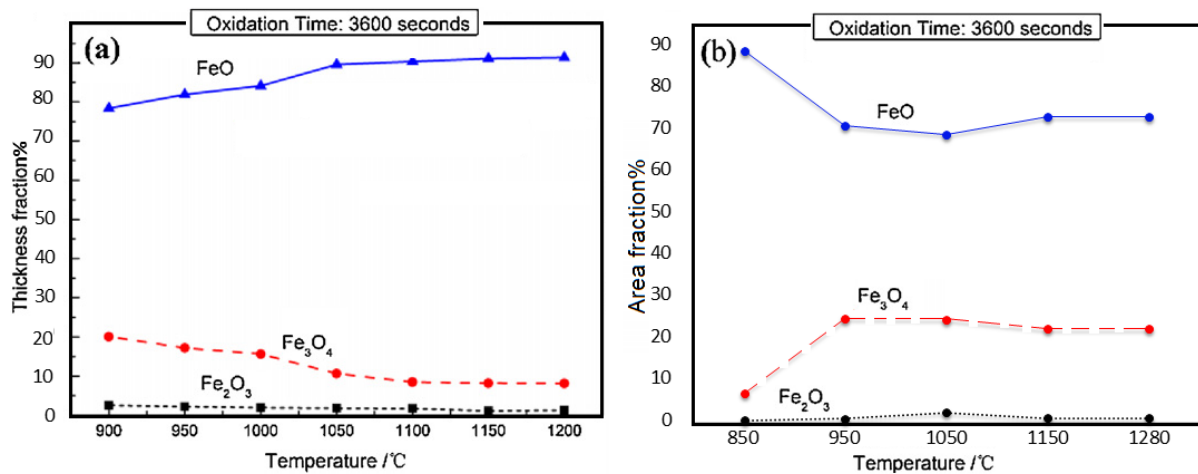 Oxidation Time: 3600 seconds
(a)
FeO
Fe₃O₄
Fe₂O₃
Thickness fraction%
90
80
70
60
50
40
30
20
10
0
900 950 1000 1050 1100 1150 1200
Temperature /℃
Oxidation Time: 3600 seconds
(b)
FeO
Fe₃O₄
Fe₂O₃
Area fraction%
90
80
70
60
50
40
30
20
10
0
850 950 1050 1150 1280
Temperature /℃